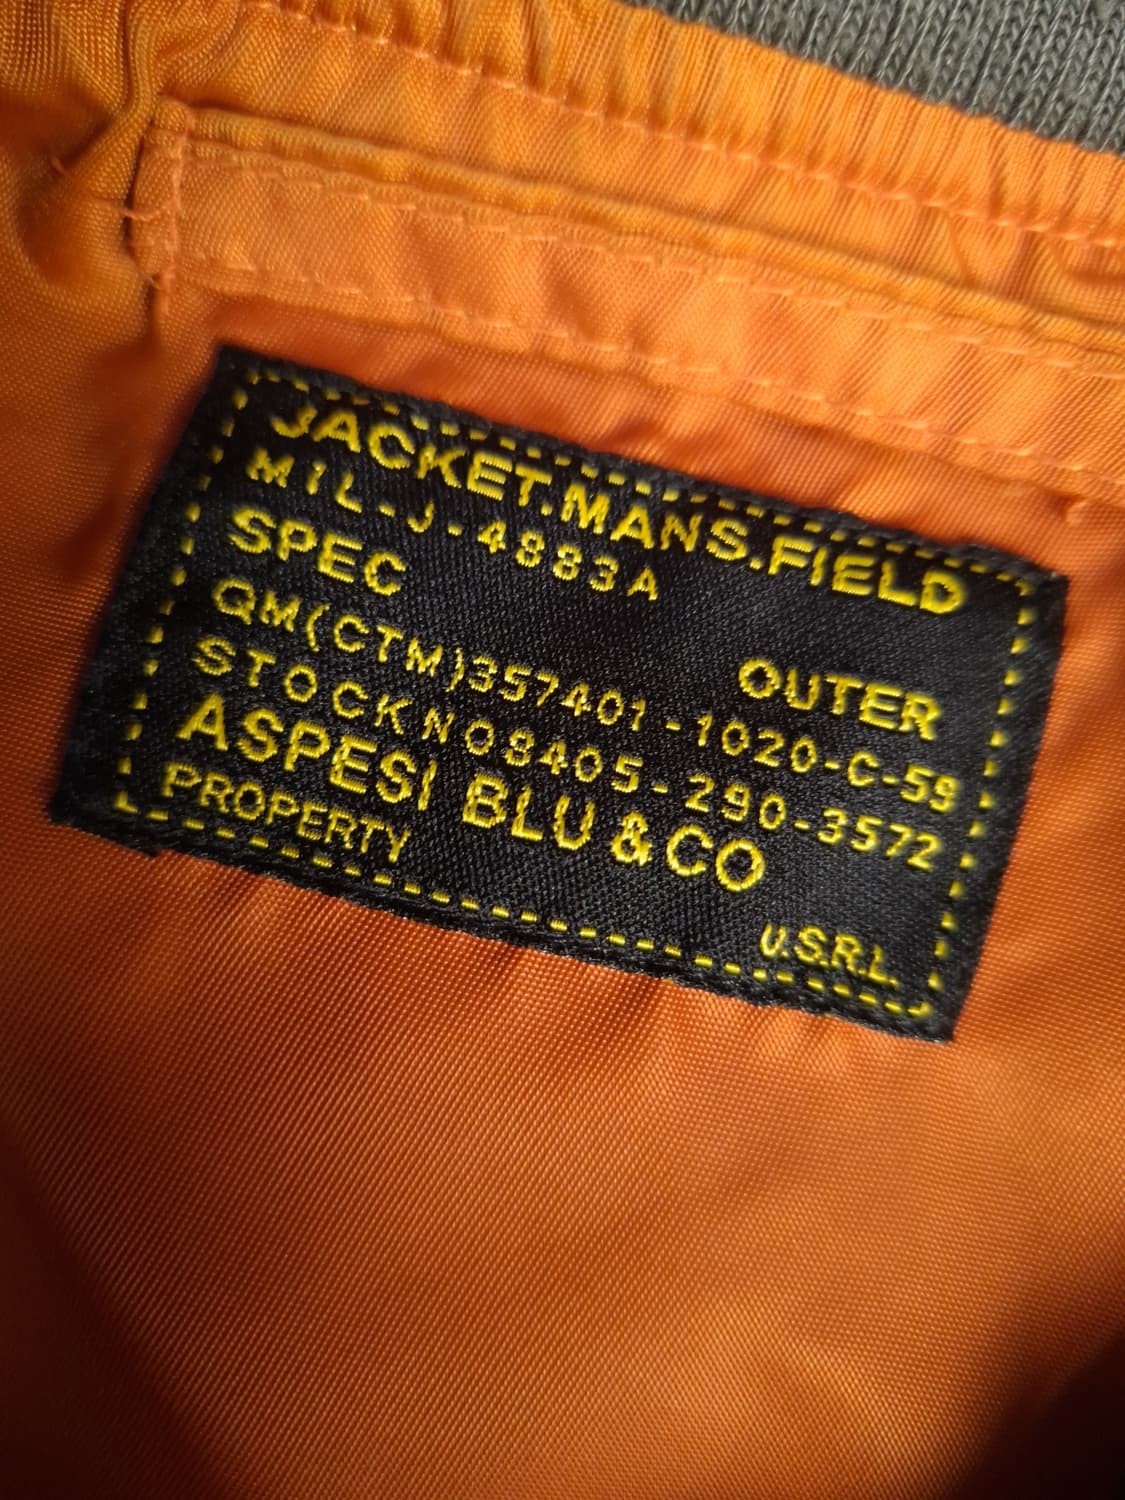 JACKET.MANS.FIELD
MIL-J-4883A
SPEC OUTER
QM(CTM)357401-1020-C-59
STOCKNO8405-290-3572
ASPESI BLU & CO
PROPERTY U.S.R.L.